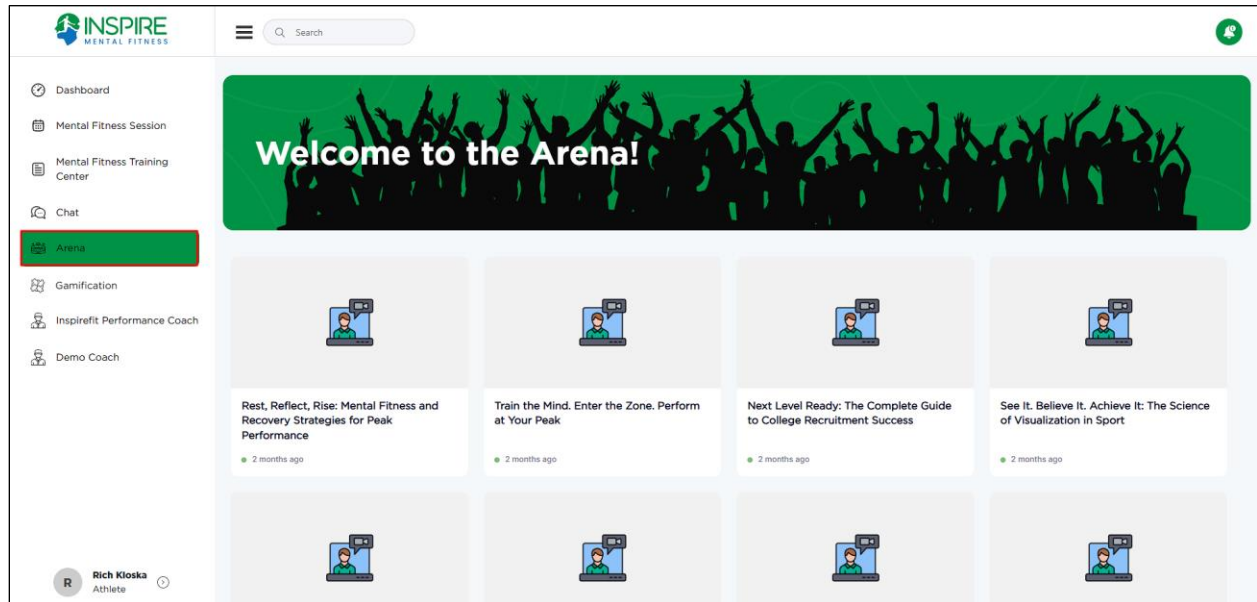 INSPIRE
MENTAL FITNESS
Search
Dashboard
Mental Fitness Session
Mental Fitness Training
Center
Chat
Arena
Gamification
Inspirefit Performance Coach
Demo Coach
Rich Kloska
R
Athlete
Welcome to the Arena!
Rest, Reflect, Rise: Mental Fitness and
Recovery Strategies for Peak
Performance
2 months ago
Train the Mind. Enter the Zone. Perform
at Your Peak
2 months ago
Next Level Ready: The Complete Guide
to College Recruitment Success
2 months ago
See It. Believe It. Achieve It: The Science
of Visualization in Sport
2 months ago